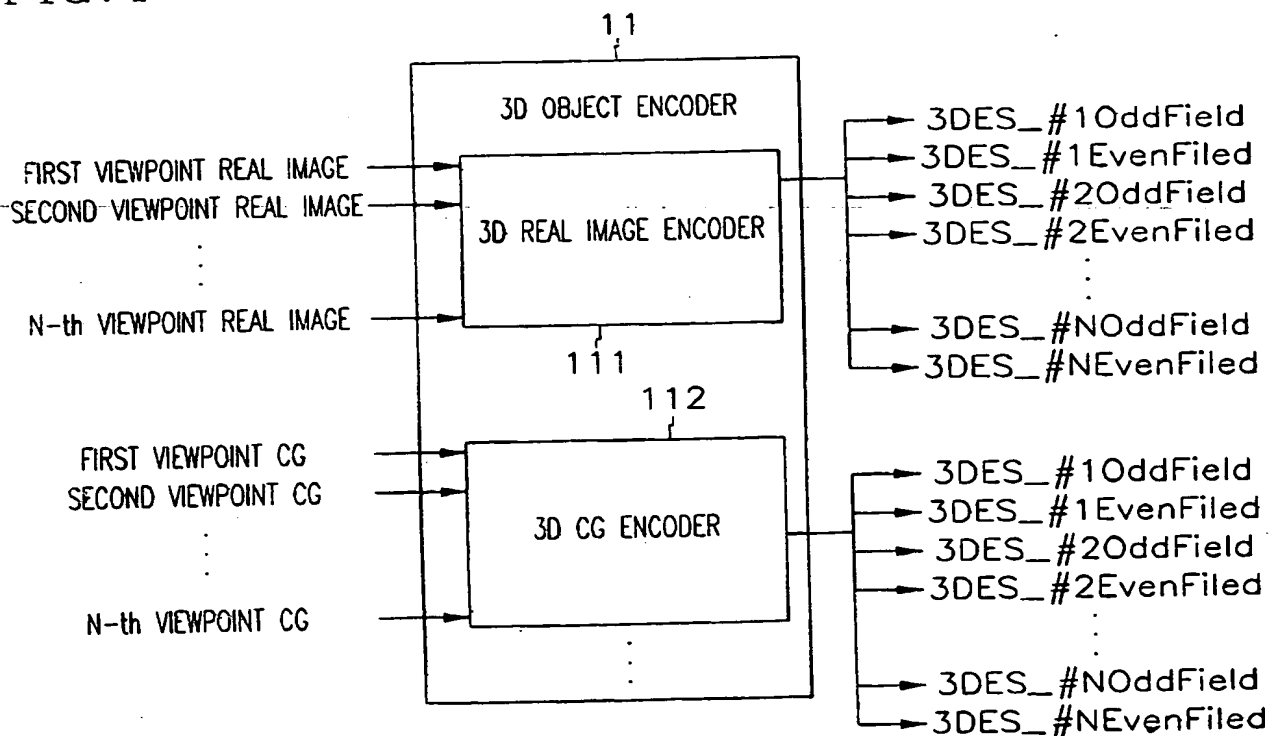 11
3D OBJECT ENCODER
FIRST VIEWPOINT REAL IMAGE
SECOND VIEWPOINT REAL IMAGE
N-th VIEWPOINT REAL IMAGE
3D REAL IMAGE ENCODER
111
3DES_#1OddField
3DES_#1EvenFiled
3DES_#2OddField
3DES_#2EvenFiled
3DES_#NOddField
3DES_#NEvenFiled
112
FIRST VIEWPOINT CG
SECOND VIEWPOINT CG
N-th VIEWPOINT CG
3D CG ENCODER
3DES_#1OddField
3DES_#1EvenFiled
3DES_#2OddField
3DES_#2EvenFiled
3DES_#NOddField
3DES_#NEvenFiled